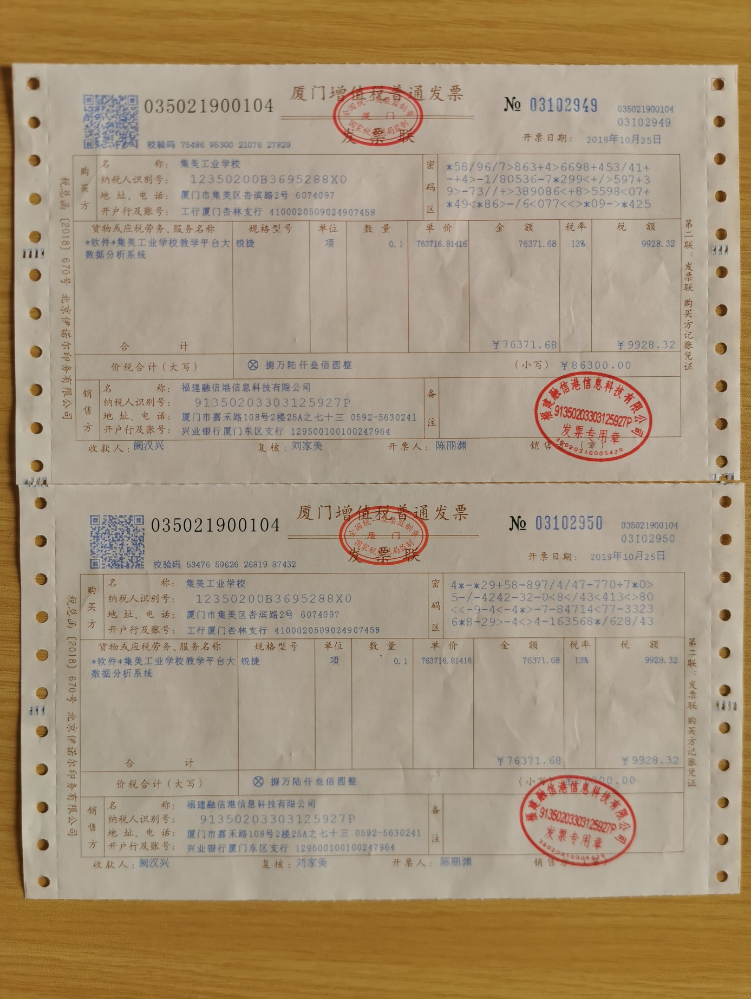 厦门增值税普通发票
035021900104
№ 03102949
035021900104
03102949
全国统一发票监制章
厦 门
国家税务总局监制
发 票 联
校验码 75486 95300 21076 27829
开票日期: 2019年10月25日
购买方
名 称: 集美工业学校
纳税人识别号: 12350200B3695288X0
地 址、电 话: 厦门市集美区杏滨路2号 6074097
开户行及账号: 工行厦门杏林支行 4100020509024907458
密码区
*58/96/7>863+4>6698+453/41+
-+4>-1/80536-7*299<+/>597+3
9>-73//+>389086<+8>5598<07+
*49<*86>-/6<077<<>*09->*425
货物或应税劳务、服务名称 规格型号 单位 数 量 单 价 金 额 税率 税 额
*软件*集美工业学校教学平台大 锐捷 项 0.1 763716.81416 76371.68 13% 9928.32
数据分析系统
合 计 ¥76371.68 ¥9928.32
价税合计(大写) ⊗ 捌万陆仟叁佰圆整 (小写) ¥86300.00
销售方
名 称: 福建融信港信息科技有限公司
纳税人识别号: 91350203303125927P
地 址、电 话: 厦门市嘉禾路108号2楼25A之七十三 0592-5630241
开户行及账号: 兴业银行厦门东区支行 129500100100247964
备注
收款人: 阙汉兴 复核: 刘家美 开票人: 陈丽渊 销售方: (章)
福建融信港信息科技有限公司
91350203303125927P
发票专用章
35020310005429
税总函 [2018] 670号 北京伊诺尔印务有限公司
第二联: 发票联 购买方记账凭证
厦门增值税普通发票
035021900104
№ 03102950
035021900104
03102950
全国统一发票监制章
厦 门
国家税务总局监制
发 票 联
校验码 53476 59626 26819 87432
开票日期: 2019年10月25日
购买方
名 称: 集美工业学校
纳税人识别号: 12350200B3695288X0
地 址、电 话: 厦门市集美区杏滨路2号 6074097
开户行及账号: 工行厦门杏林支行 4100020509024907458
密码区
4*-*29+58-897/4/47-770+7*0>
5-/-4242-32-0<8</43<413<>80
<<-9-4<-4*>-7-84714<77-3323
6*8-29>-4<>4-163568*/628/43
货物或应税劳务、服务名称 规格型号 单位 数 量 单 价 金 额 税率 税 额
*软件*集美工业学校教学平台大 锐捷 项 0.1 763716.81416 76371.68 13% 9928.32
数据分析系统
合 计 ¥76371.68 ¥9928.32
价税合计(大写) ⊗ 捌万陆仟叁佰圆整 (小写) ¥86300.00
销售方
名 称: 福建融信港信息科技有限公司
纳税人识别号: 91350203303125927P
地 址、电 话: 厦门市嘉禾路108号2楼25A之七十三 0592-5630241
开户行及账号: 兴业银行厦门东区支行 129500100100247964
备注
收款人: 阙汉兴 复核: 刘家美 开票人: 陈丽渊 销售方: (章)
福建融信港信息科技有限公司
91350203303125927P
发票专用章
35020310005429
税总函 [2018] 670号 北京伊诺尔印务有限公司
第二联: 发票联 购买方记账凭证